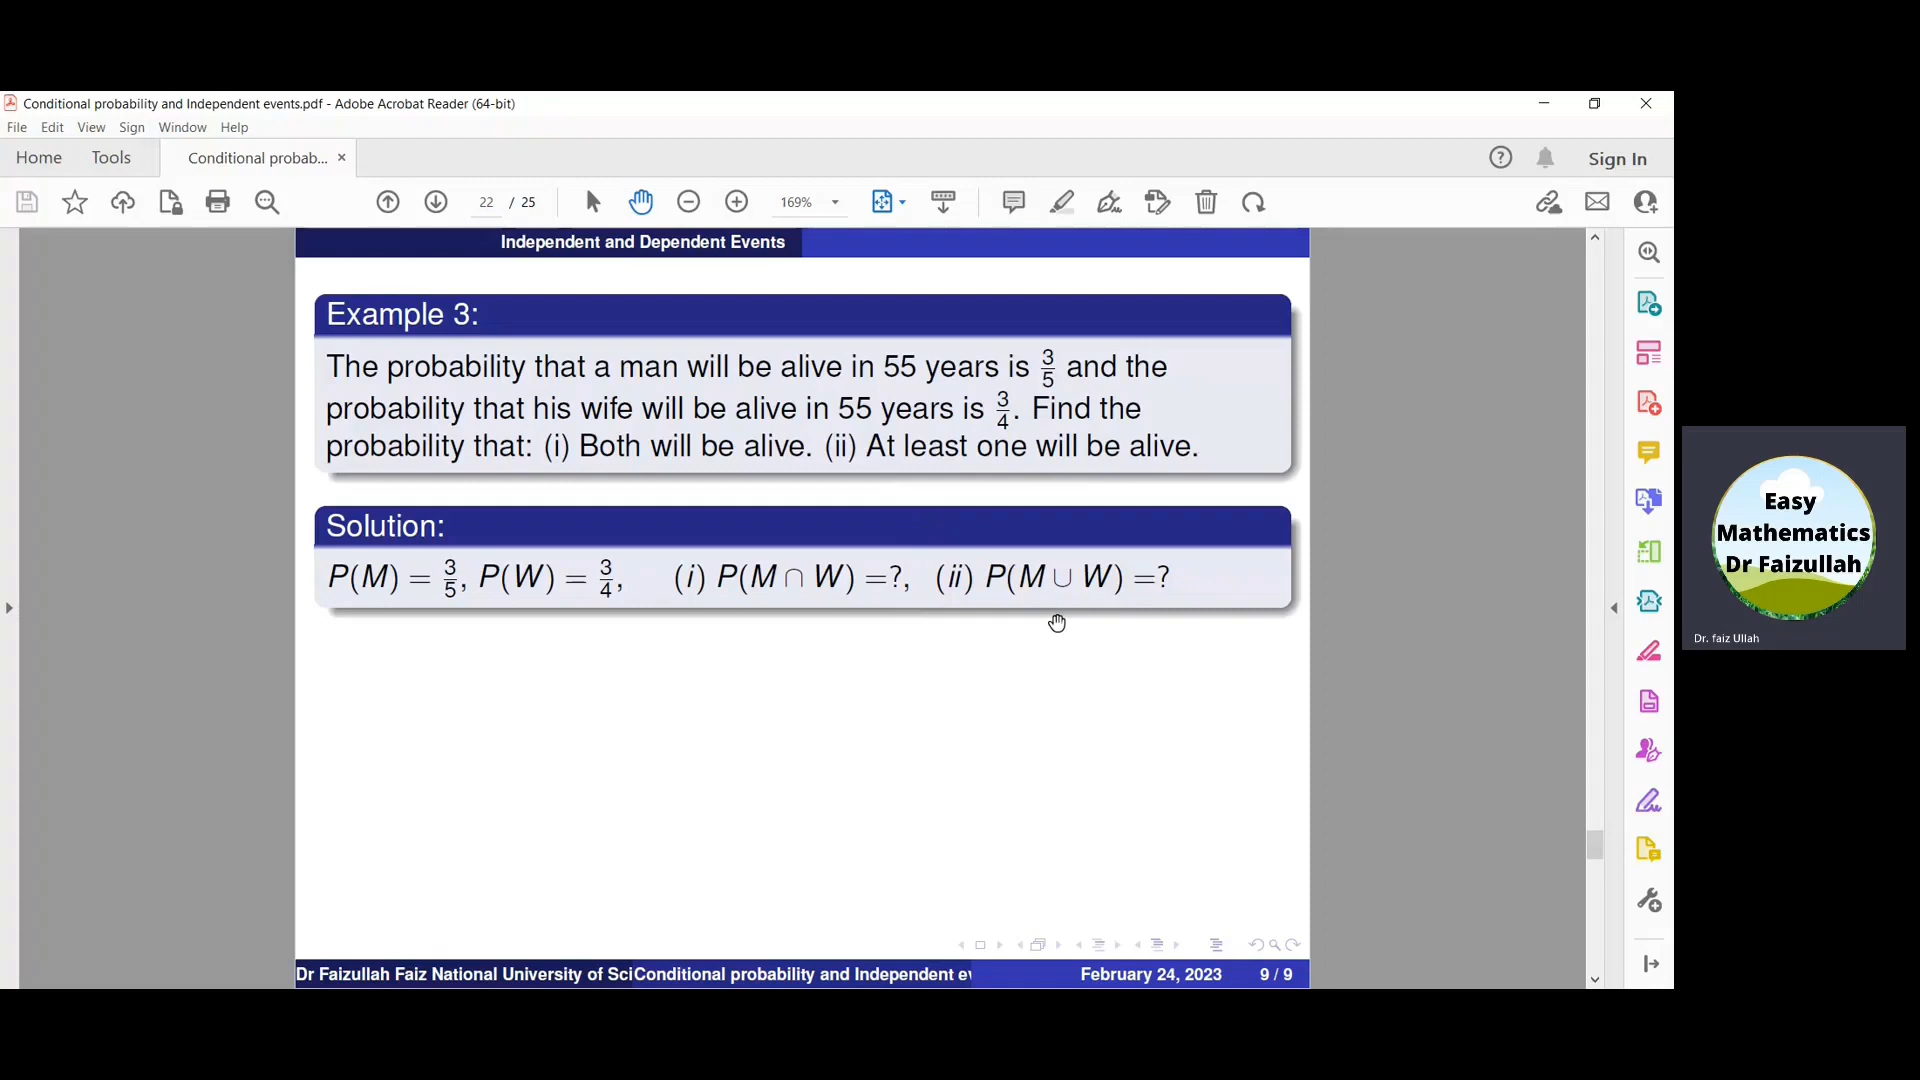 Conditional probability and Independent events.pdf - Adobe Acrobat Reader (64-bit)
File Edit View Sign Window Help
Home Tools Conditional probab... × Sign In
22 / 25 169%
Independent and Dependent Events
Example 3:
The probability that a man will be alive in 55 years is 3/5 and the
probability that his wife will be alive in 55 years is 3/4. Find the
probability that: (i) Both will be alive. (ii) At least one will be alive.
Solution:
P(M) = 3/5, P(W) = 3/4, (i) P(M ∩ W) =?, (ii) P(M ∪ W) =?
Easy
Mathematics
Dr Faizullah
Dr. faiz Ullah
Dr Faizullah Faiz National University of Sci Conditional probability and Independent ev February 24, 2023 9 / 9